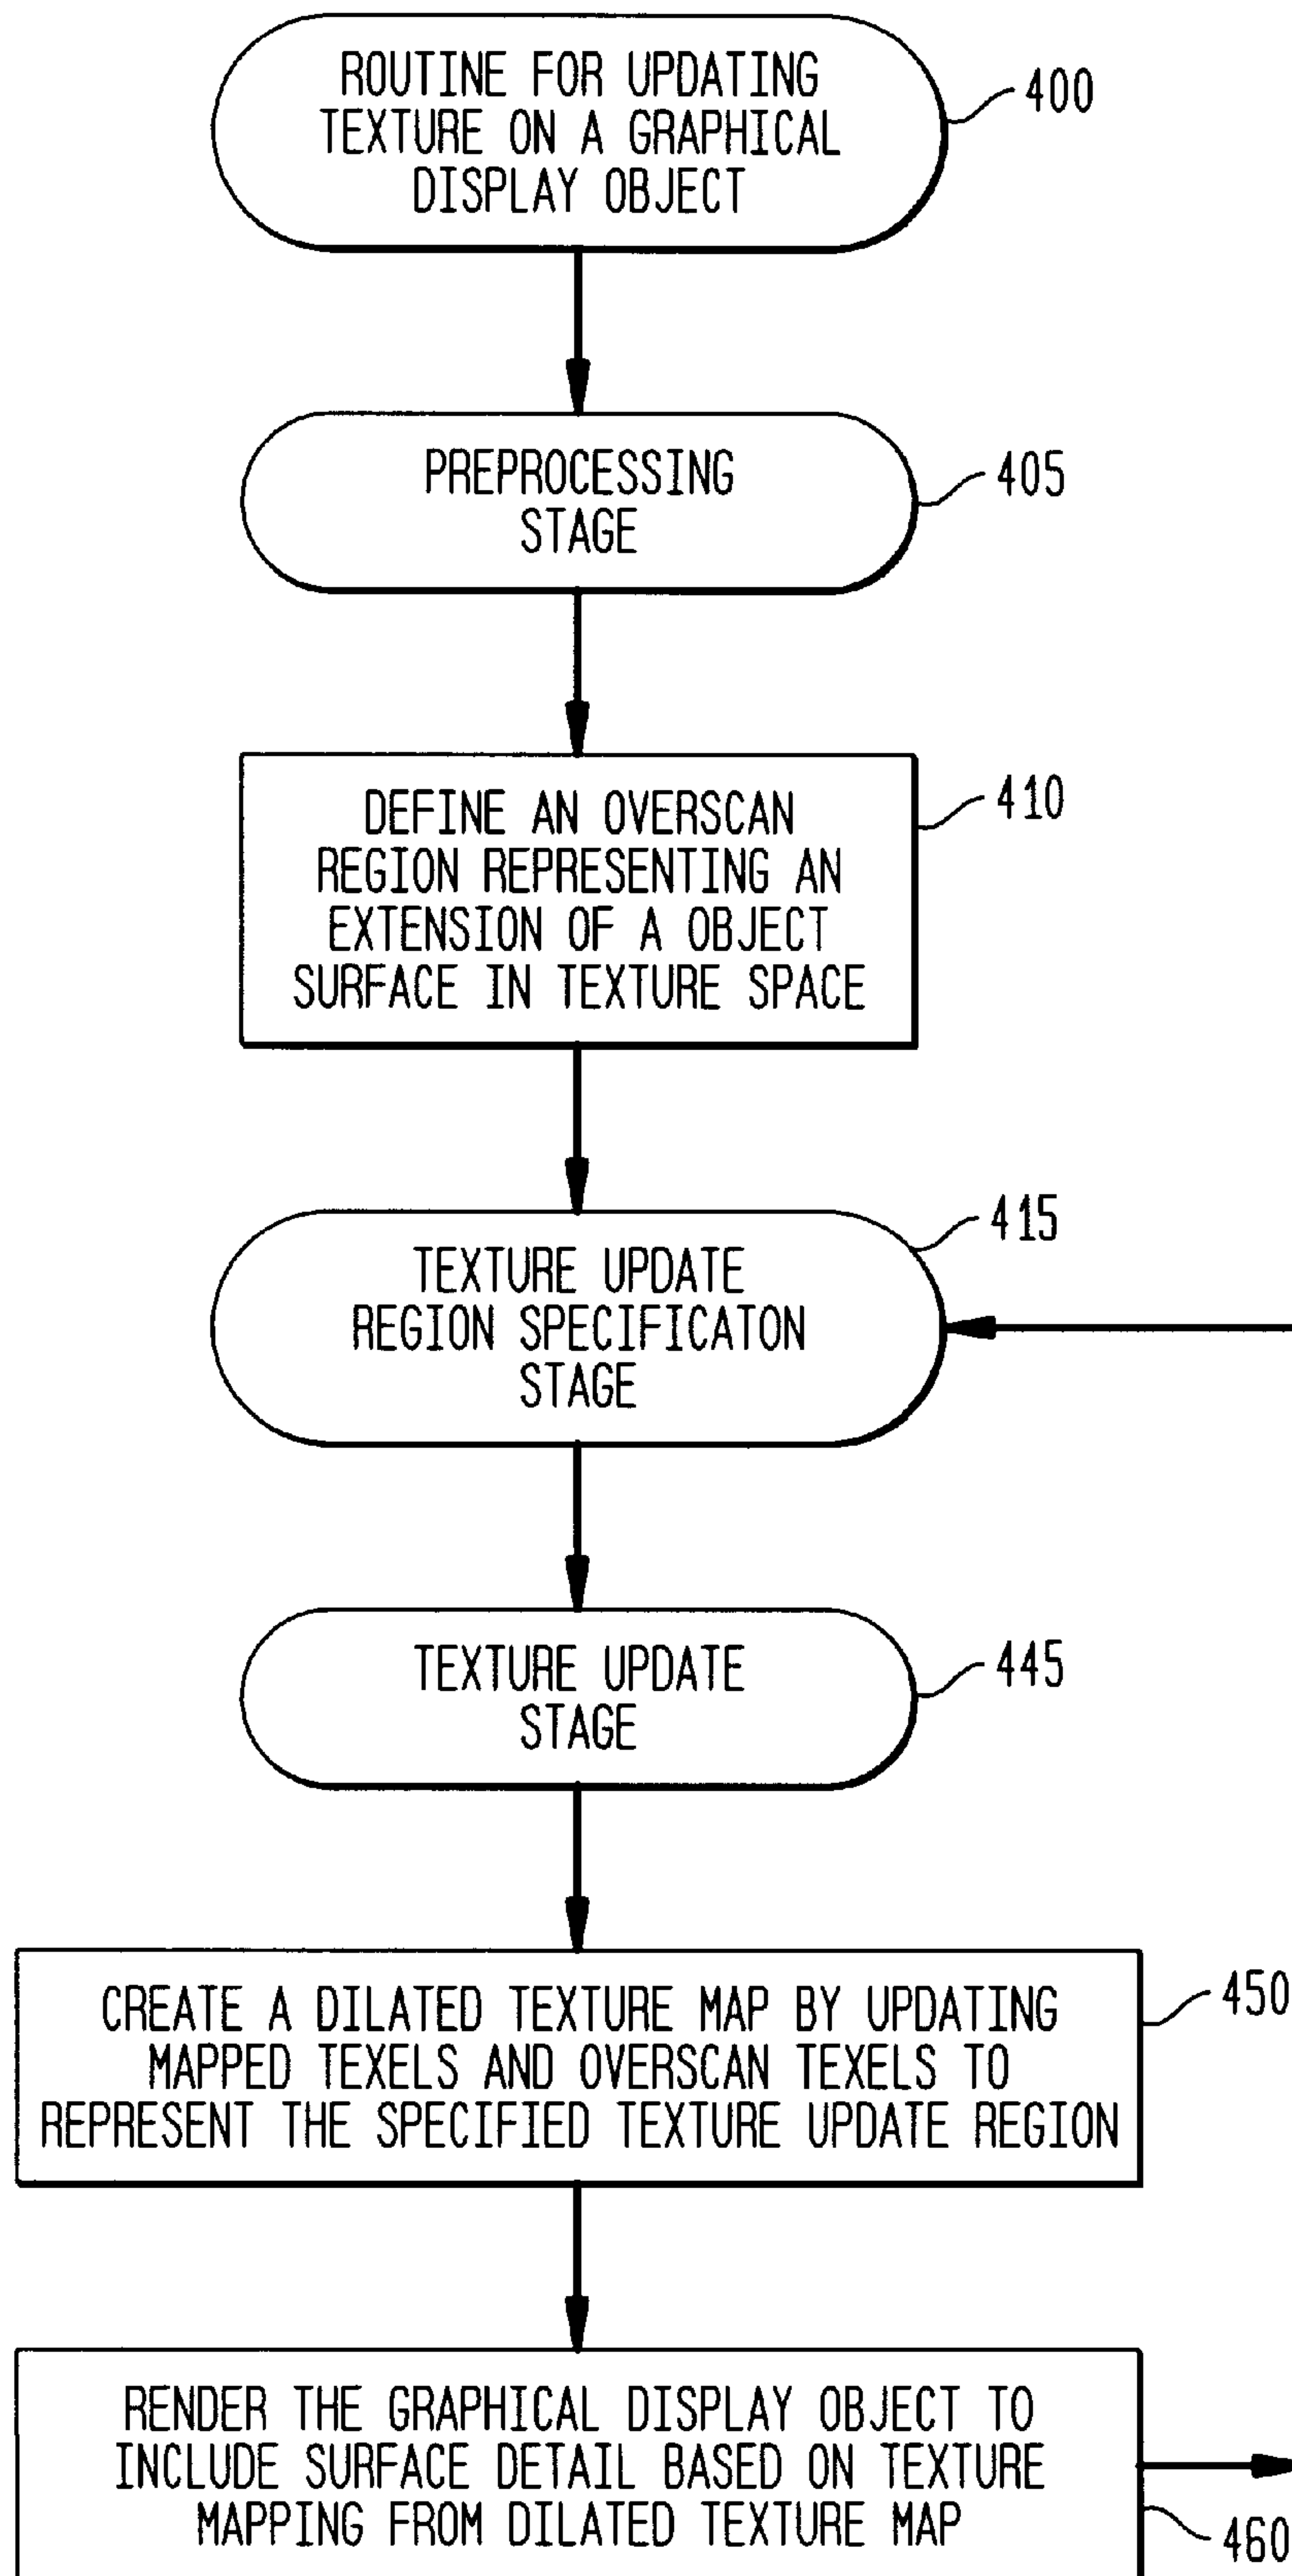 ROUTINE FOR UPDATING
TEXTURE ON A GRAPHICAL
DISPLAY OBJECT
400
PREPROCESSING
STAGE
405
DEFINE AN OVERSCAN
REGION REPRESENTING AN
EXTENSION OF A OBJECT
SURFACE IN TEXTURE SPACE
410
TEXTURE UPDATE
REGION SPECIFICATON
STAGE
415
TEXTURE UPDATE
STAGE
445
CREATE A DILATED TEXTURE MAP BY UPDATING
MAPPED TEXELS AND OVERSCAN TEXELS TO
REPRESENT THE SPECIFIED TEXTURE UPDATE REGION
450
RENDER THE GRAPHICAL DISPLAY OBJECT TO
INCLUDE SURFACE DETAIL BASED ON TEXTURE
MAPPING FROM DILATED TEXTURE MAP
460